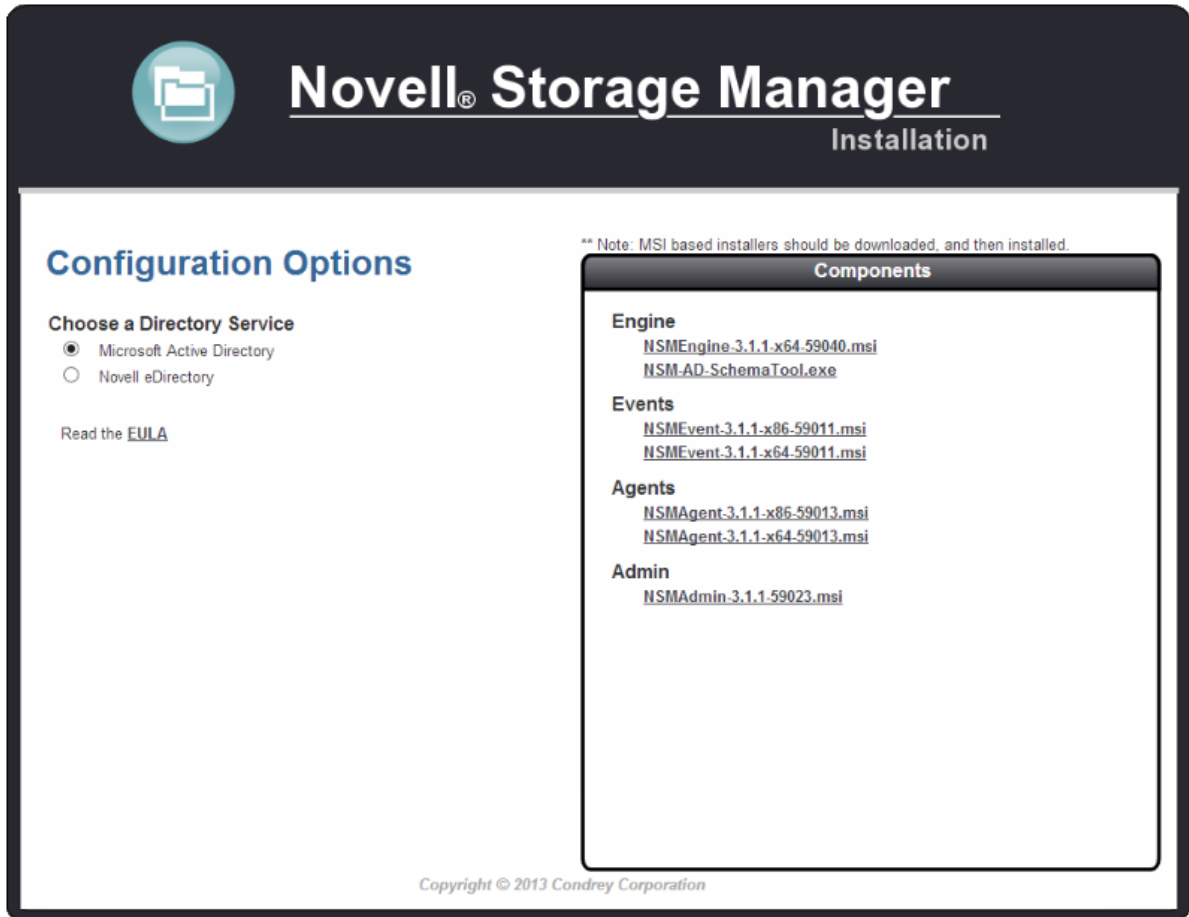 Novell® Storage Manager
Installation
Configuration Options
Choose a Directory Service
Microsoft Active Directory
Novell eDirectory
Read the EULA
** Note: MSI based installers should be downloaded, and then installed.
Components
Engine
NSMEngine-3.1.1-x64-59040.msi
NSM-AD-SchemaTool.exe
Events
NSMEvent-3.1.1-x86-59011.msi
NSMEvent-3.1.1-x64-59011.msi
Agents
NSMAgent-3.1.1-x86-59013.msi
NSMAgent-3.1.1-x64-59013.msi
Admin
NSMAdmin-3.1.1-59023.msi
Copyright © 2013 Condrey Corporation